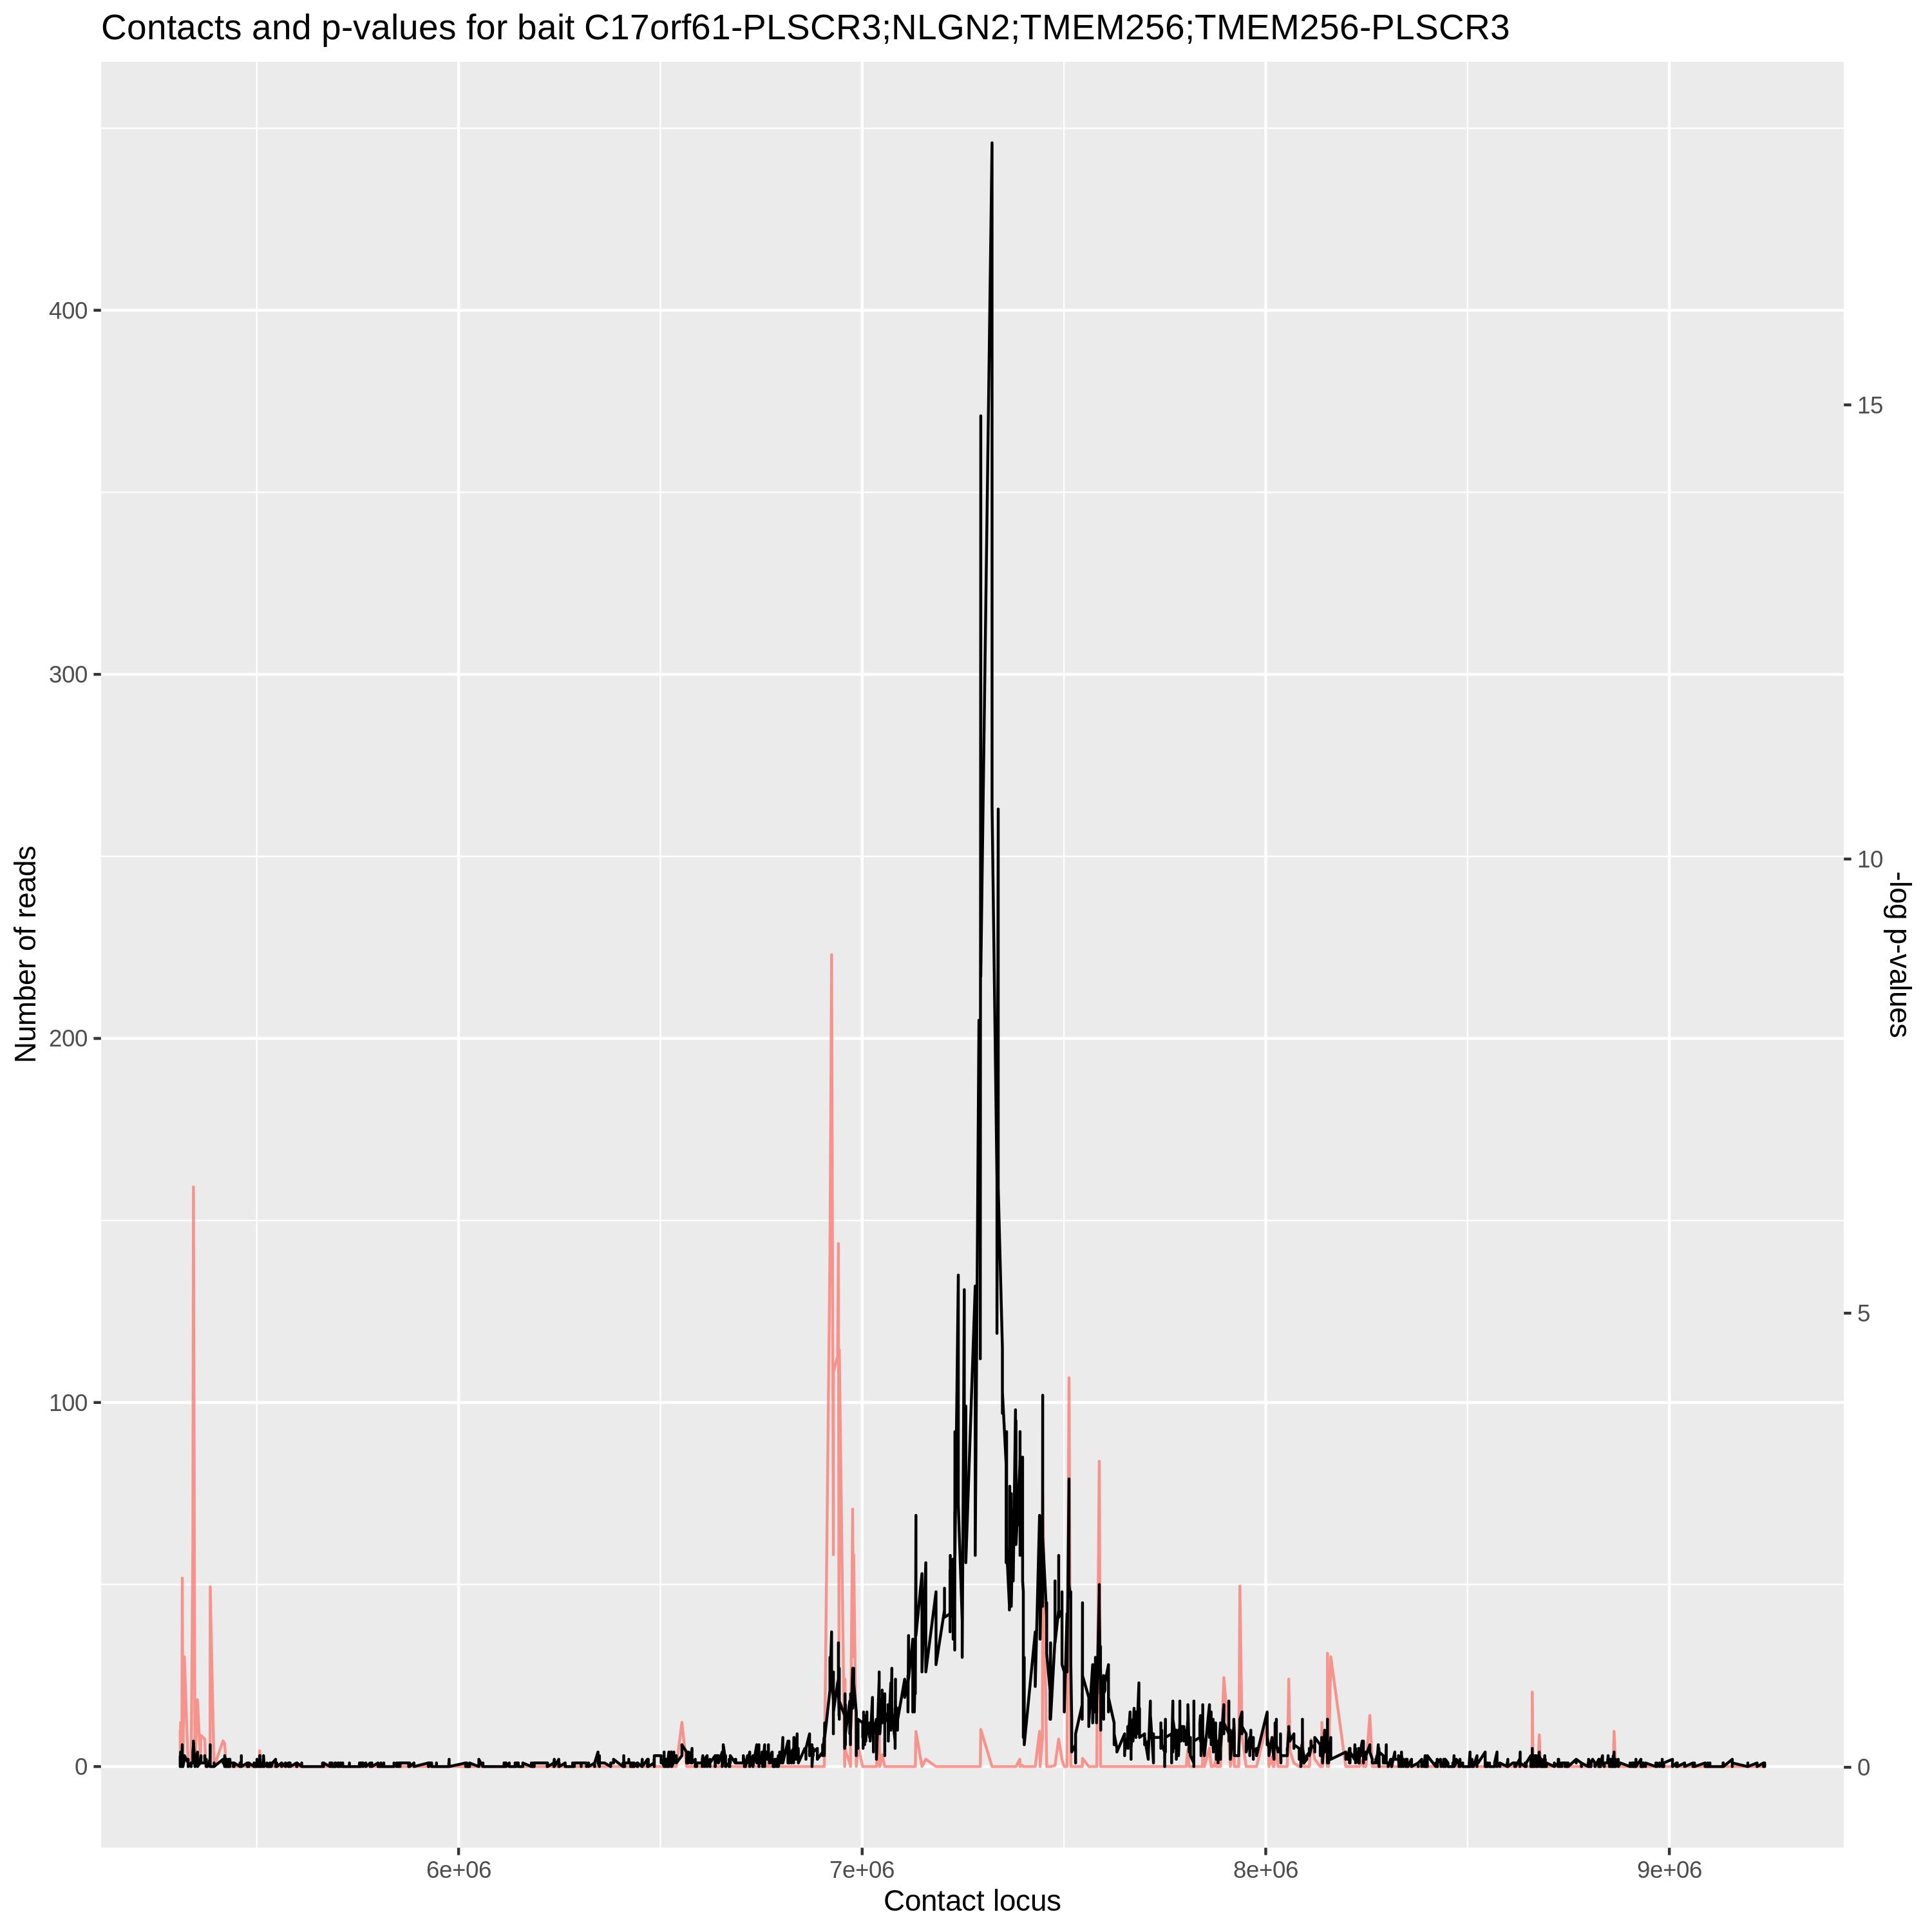 Contacts and p-values for bait C17orf61-PLSCR3;NLGN2;TMEM256;TMEM256-PLSCR3
Number of reads
400
300
200
100
0
15
10
5
0
-log p-values
6e+06 7e+06 8e+06 9e+06
Contact locus